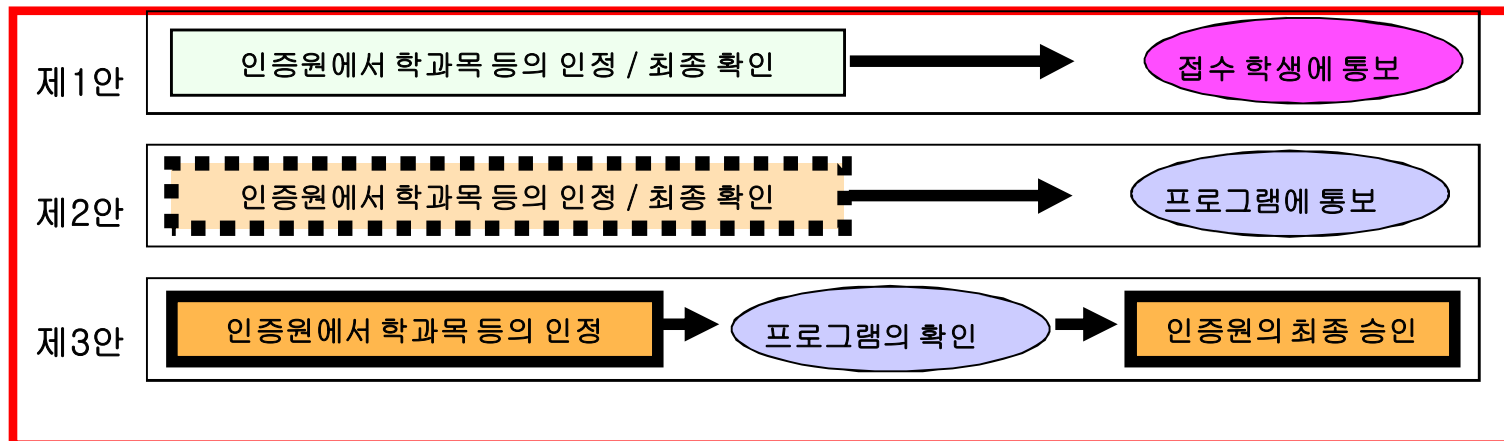 제1안
인증원에서 학과목 등의 인정 / 최종 확인
접수 학생에 통보
제2안
인증원에서 학과목 등의 인정 / 최종 확인
프로그램에 통보
제3안
인증원에서 학과목 등의 인정
프로그램의 확인
인증원의 최종 승인